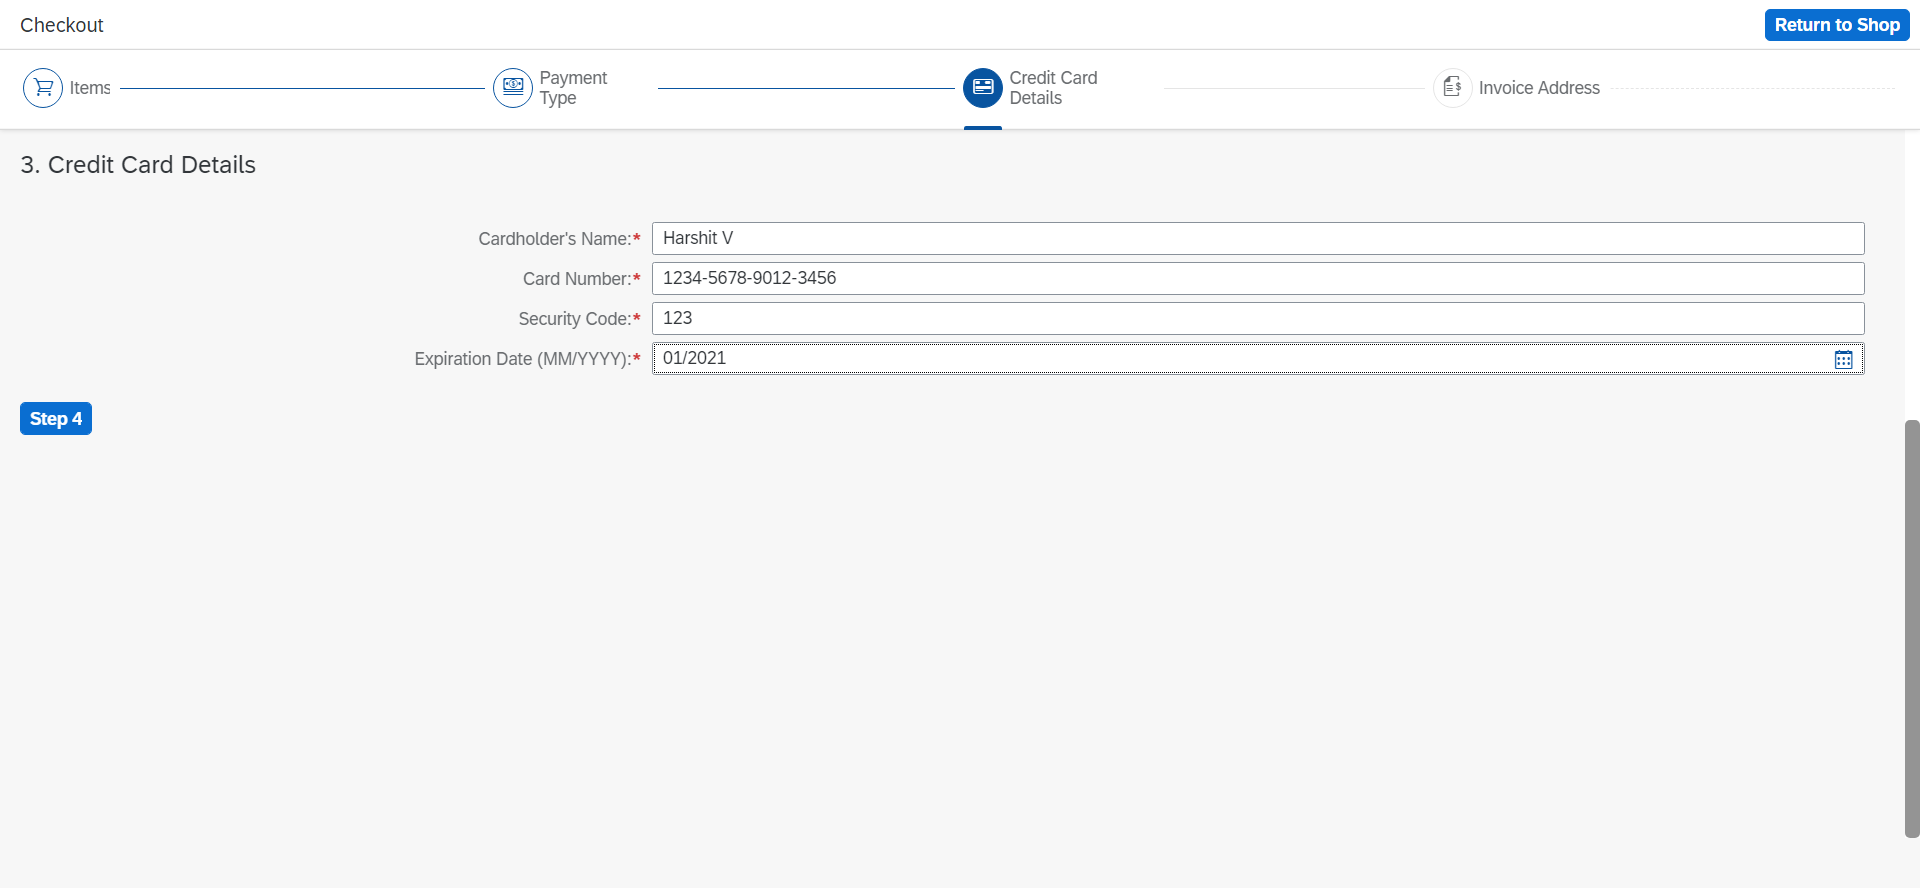 Checkout
Return to Shop
Items
Payment
Type
Credit Card
Details
Invoice Address
3. Credit Card Details
Cardholder's Name:* Harshit V
Card Number:* 1234-5678-9012-3456
Security Code:* 123
Expiration Date (MM/YYYY):* 01/2021
Step 4